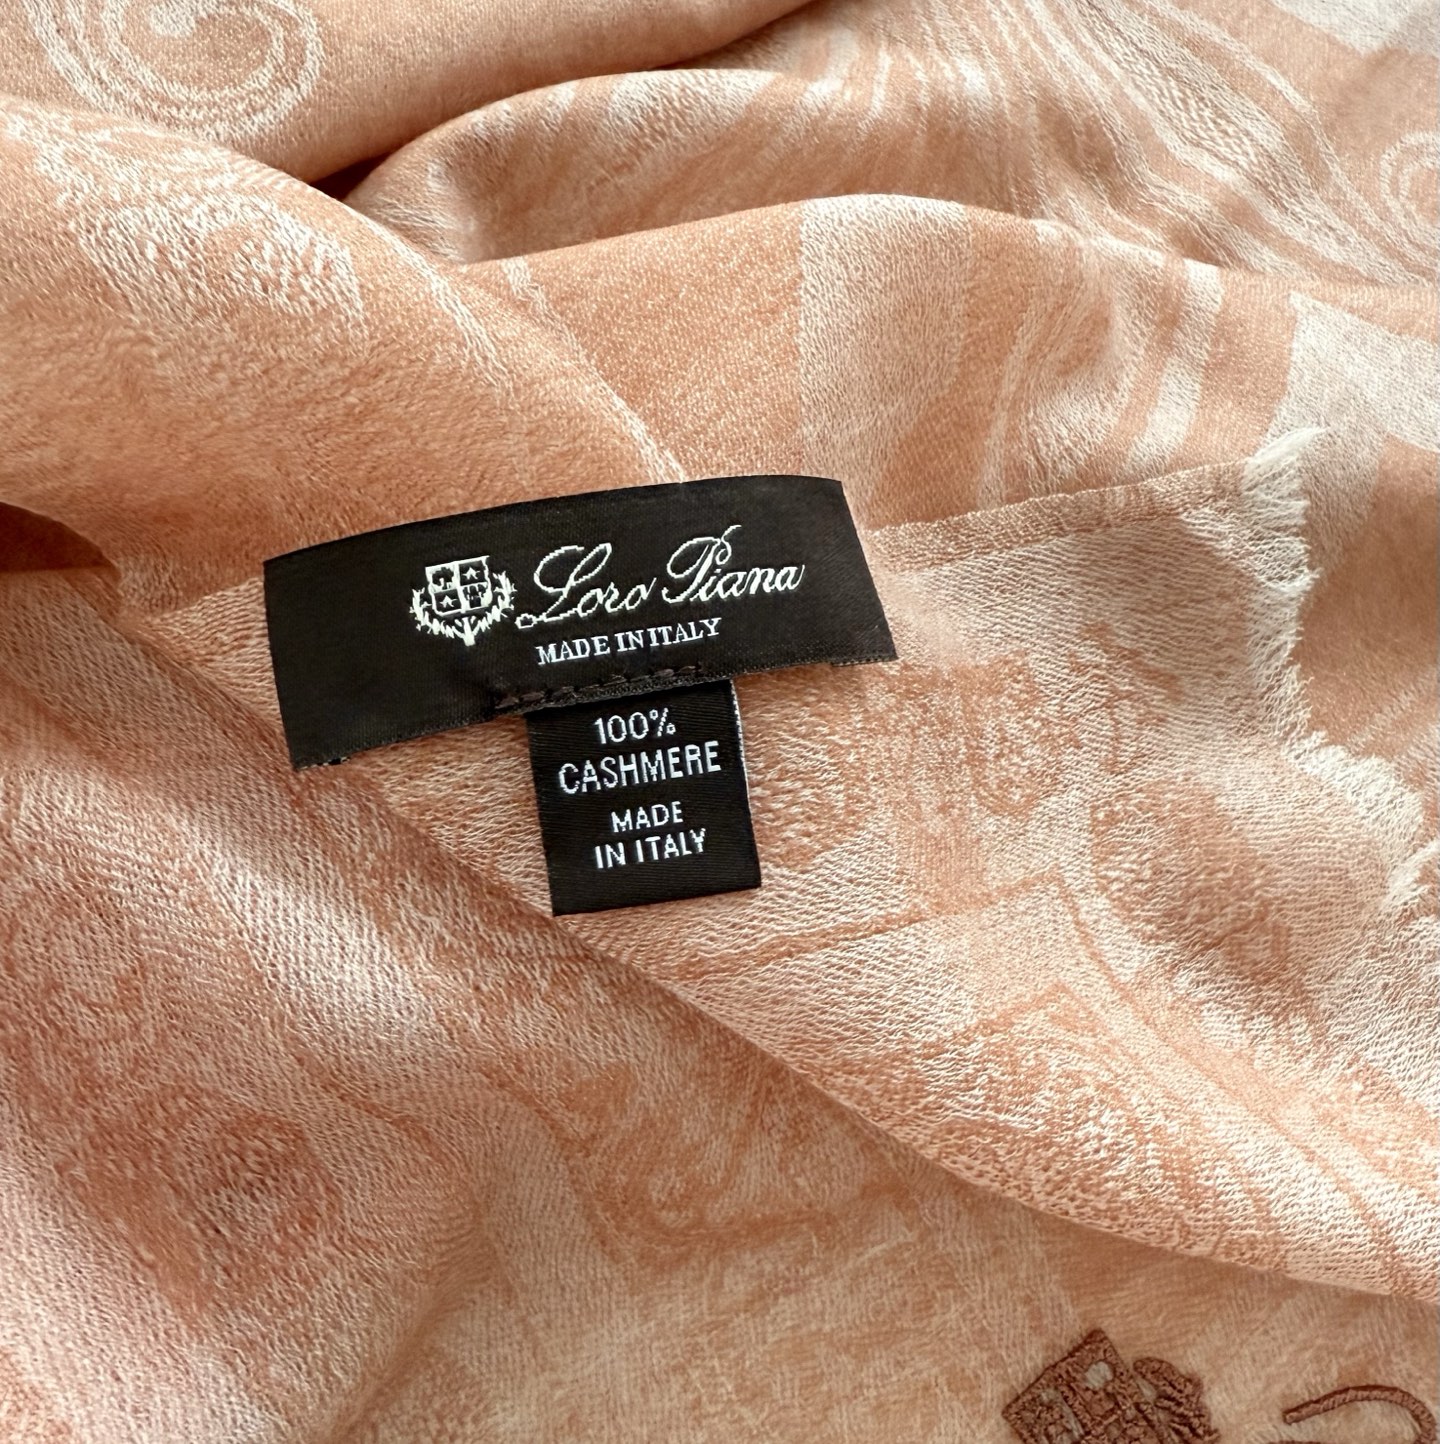 Loro Piana
MADE IN ITALY
100%
CASHMERE
MADE
IN ITALY